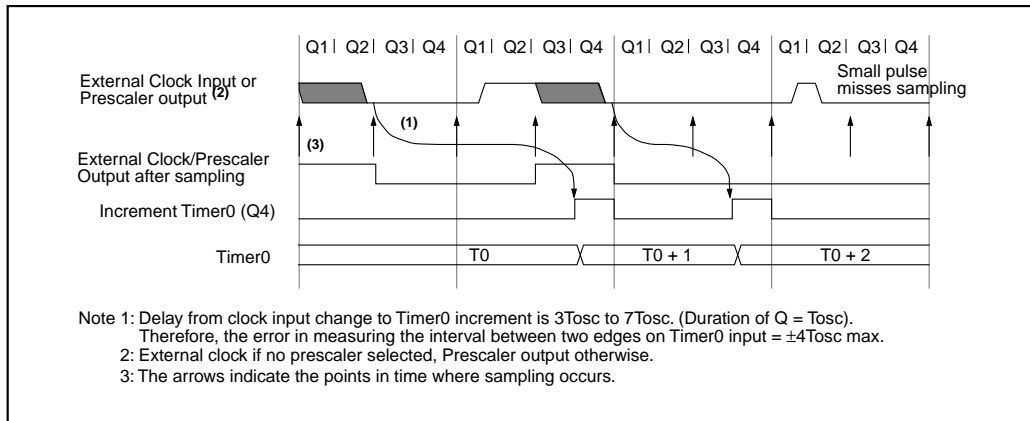 Q1| Q2| Q3| Q4 Q1| Q2| Q3| Q4 Q1| Q2| Q3| Q4 Q1| Q2| Q3| Q4
External Clock Input or
Prescaler output (2)
Small pulse
misses sampling
(1)
(3)
External Clock/Prescaler
Output after sampling
Increment Timer0 (Q4)
Timer0 T0 T0 + 1 T0 + 2
Note 1: Delay from clock input change to Timer0 increment is 3Tosc to 7Tosc. (Duration of Q = Tosc).
Therefore, the error in measuring the interval between two edges on Timer0 input = ±4Tosc max.
2: External clock if no prescaler selected, Prescaler output otherwise.
3: The arrows indicate the points in time where sampling occurs.